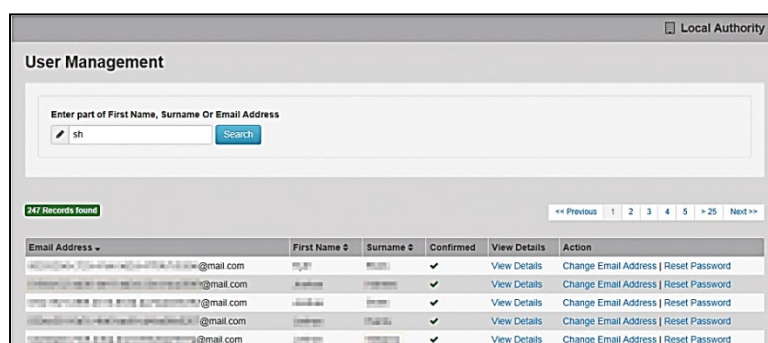 Local Authority
User Management
Enter part of First Name, Surname Or Email Address
sh Search
247 Records found << Previous 1 2 3 4 5 > 25 Next >>
Email Address First Name Surname Confirmed View Details Action
@mail.com View Details Change Email Address | Reset Password
@mail.com View Details Change Email Address | Reset Password
@mail.com View Details Change Email Address | Reset Password
@mail.com View Details Change Email Address | Reset Password
@mail.com View Details Change Email Address | Reset Password